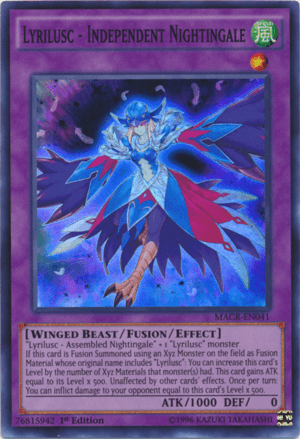 LYRILUSC - INDEPENDENT NIGHTINGALE
風
MACR-EN041
[WINGED BEAST/FUSION/EFFECT]
"Lyrilusc - Assembled Nightingale" + 1 "Lyrilusc" monster
If this card is Fusion Summoned using an Xyz Monster on the field as Fusion
Material whose original name includes "Lyrilusc": You can increase this card's
Level by the number of Xyz Materials that monster(s) had. This card gains ATK
equal to its Level x 500. Unaffected by other cards' effects. Once per turn:
You can inflict damage to your opponent equal to this card's Level x 500.
ATK/1000 DEF/ 0
76815942 1st Edition ©1996 KAZUKI TAKAHASHI